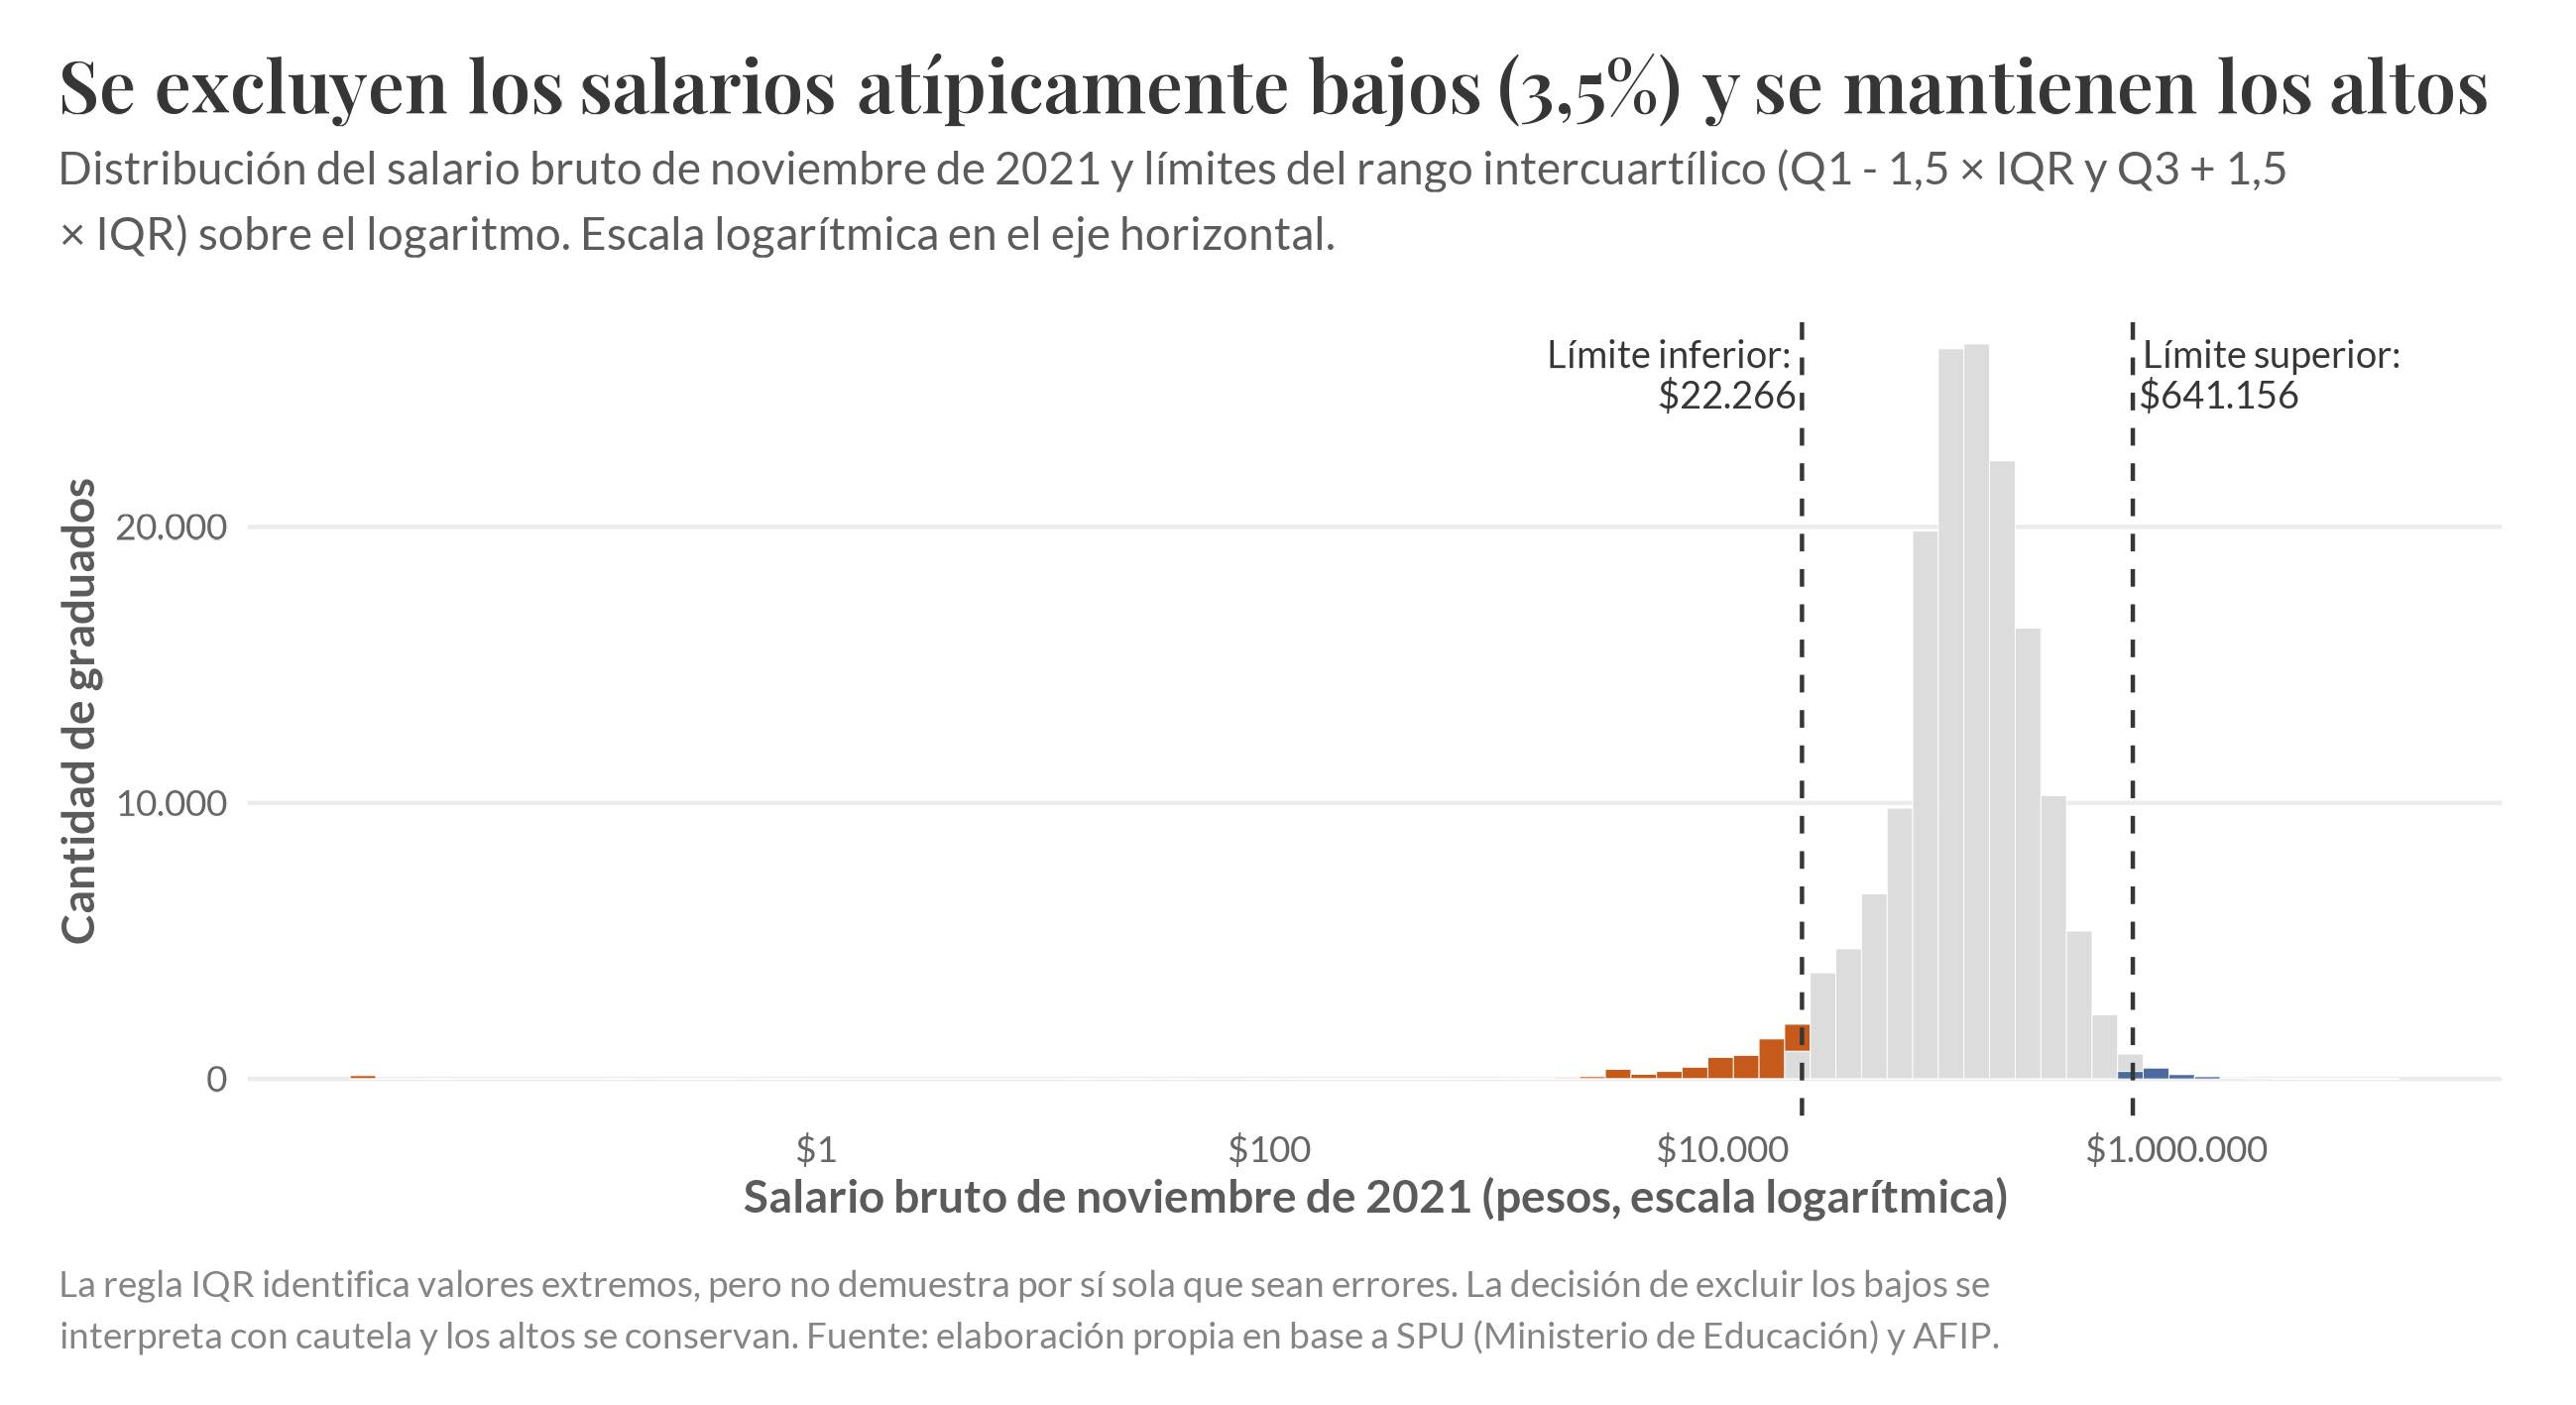 Se excluyen los salarios atípicamente bajos (3,5%) y se mantienen los altos
Distribución del salario bruto de noviembre de 2021 y límites del rango intercuartílico (Q1 - 1,5 × IQR y Q3 + 1,5
× IQR) sobre el logaritmo. Escala logarítmica en el eje horizontal.
Límite inferior:
$22.266
Límite superior:
$641.156
Cantidad de graduados
20.000
10.000
0
$1
$100
$10.000
$1.000.000
Salario bruto de noviembre de 2021 (pesos, escala logarítmica)
La regla IQR identifica valores extremos, pero no demuestra por sí sola que sean errores. La decisión de excluir los bajos se
interpreta con cautela y los altos se conservan. Fuente: elaboración propia en base a SPU (Ministerio de Educación) y AFIP.